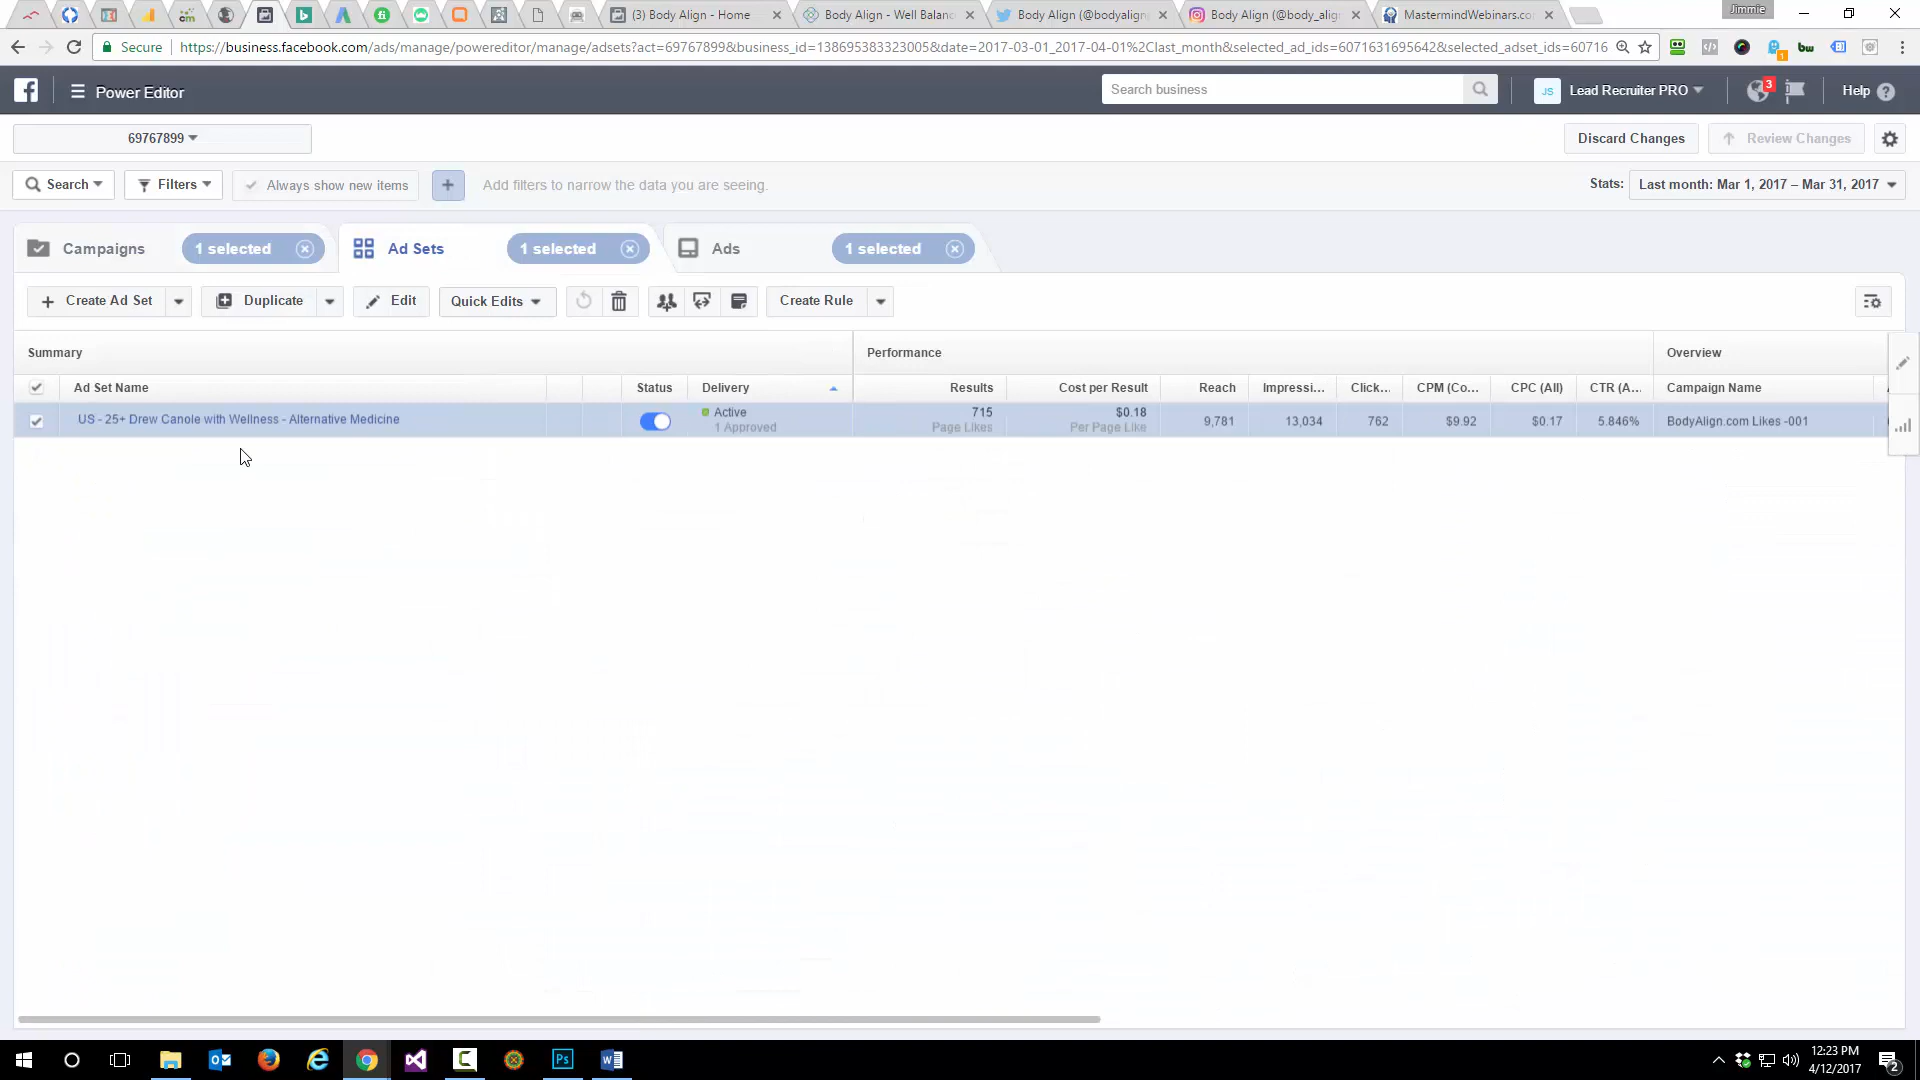 Jimmie
(3) Body Align - Home
Body Align - Well Balanc
Body Align (@bodyalign
Body Align (@body_align
MastermindWebinars.co
Secure
https://business.facebook.com/ads/manage/powereditor/manage/adsets?act=69767899&business_id=138695383323005&date=2017-03-01_2017-04-01%2Clast_month&selected_ad_ids=6071631695642&selected_adset_ids=60716
1
bw
Power Editor
Search business
JS
Lead Recruiter PRO
3
Help
69767899
Discard Changes
Review Changes
Search
Filters
Always show new items
+
Add filters to narrow the data you are seeing.
Stats:
Last month: Mar 1, 2017 – Mar 31, 2017
Campaigns
1 selected
Ad Sets
1 selected
Ads
1 selected
Create Ad Set
Duplicate
Edit
Quick Edits
Create Rule
Summary
Performance
Overview
Ad Set Name
Status
Delivery
Results
Cost per Result
Reach
Impressi...
Click...
CPM (Co...
CPC (All)
CTR (A...
Campaign Name
US - 25+ Drew Canole with Wellness - Alternative Medicine
Active
1 Approved
715
Page Likes
$0.18
Per Page Like
9,781
13,034
762
$9.92
$0.17
5.846%
BodyAlign.com Likes -001
Ps
12:23 PM
4/12/2017
2